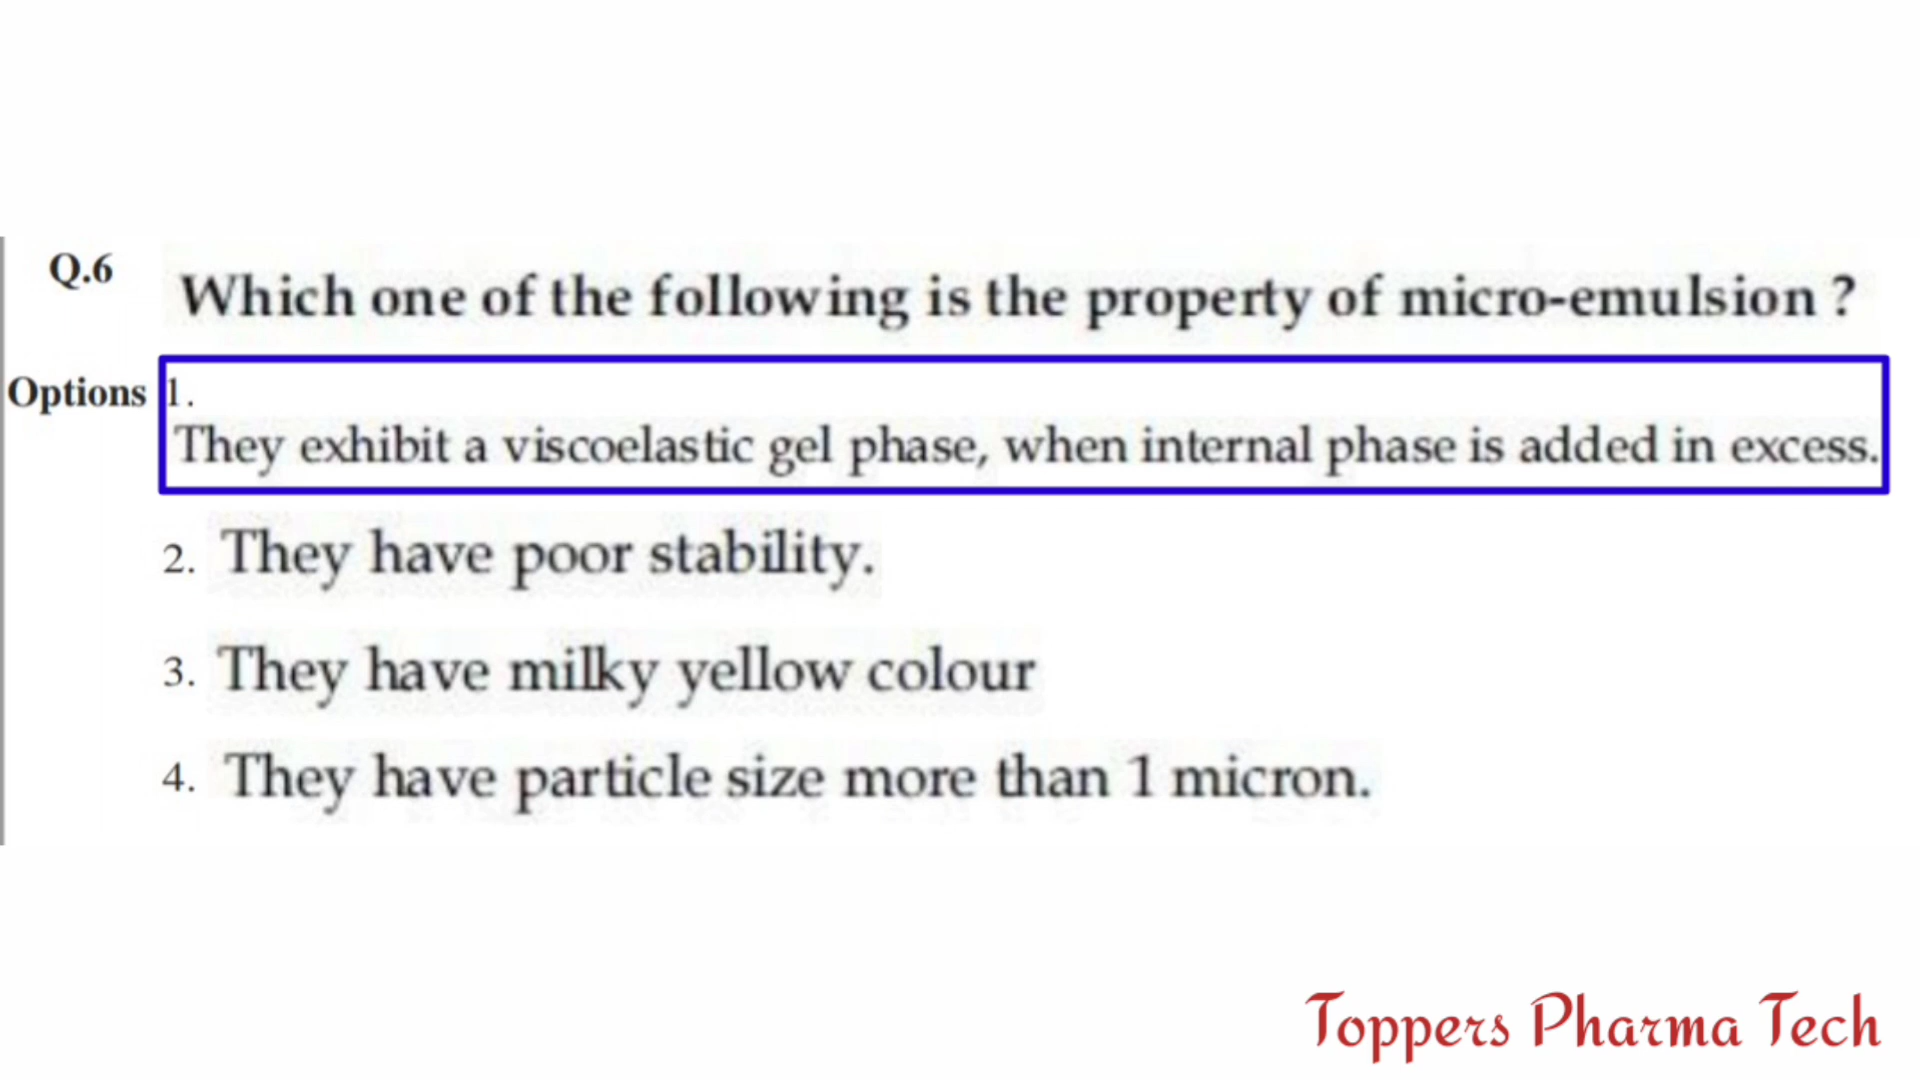 Q.6 Which one of the following is the property of micro-emulsion ?
Options 1.
They exhibit a viscoelastic gel phase, when internal phase is added in excess.
2. They have poor stability.
3. They have milky yellow colour
4. They have particle size more than 1 micron.
Toppers Pharma Tech